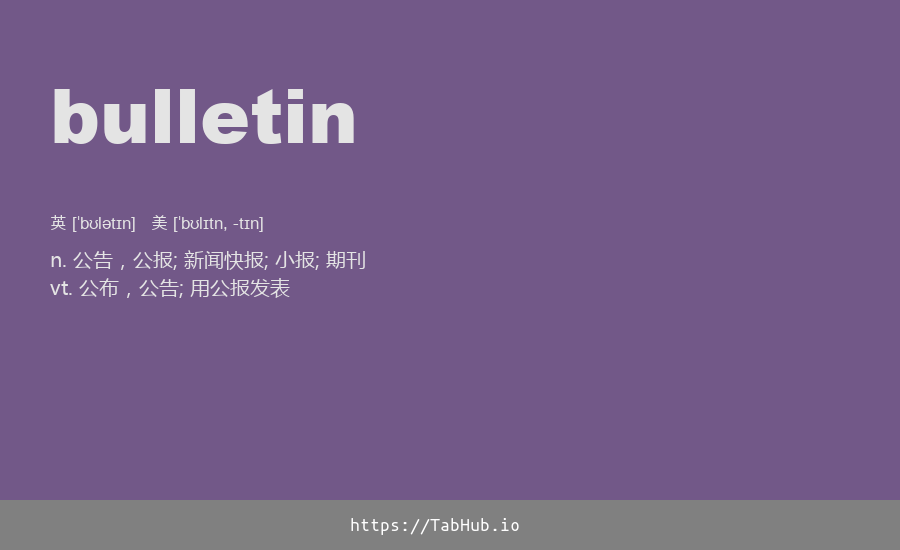 bulletin
英 [ˈbʊlətɪn] 美 [ˈbʊlɪtn, -tɪn]
n. 公告，公报; 新闻快报; 小报; 期刊
vt. 公布，公告; 用公报发表
https://TabHub.io